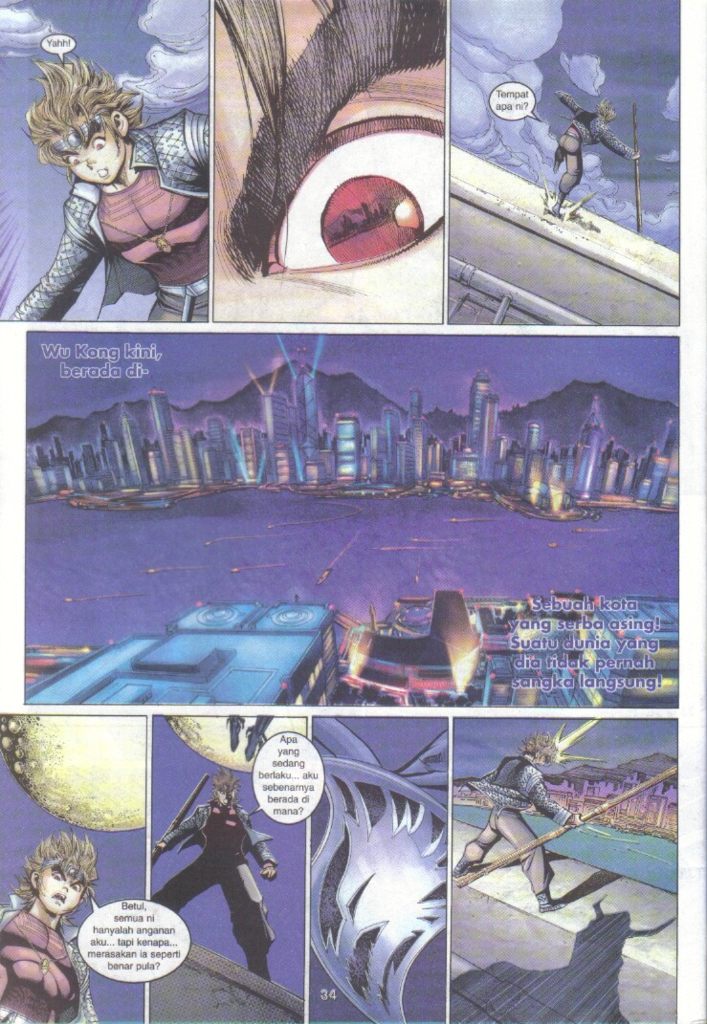 Yahh!
Tempat
apa ni?
Wu Kong kini,
berada di-
Sebuah kota
yang serba asing!
Suatu dunia yang
dia tidak pernah
sangka langsung!
Betul,
semua ni
hanyalah anganan
aku... tapi kenapa...
merasakan ia seperti
benar pula?
Apa
yang
sedang
berlaku... aku
sebenarnya
berada di
mana?
34